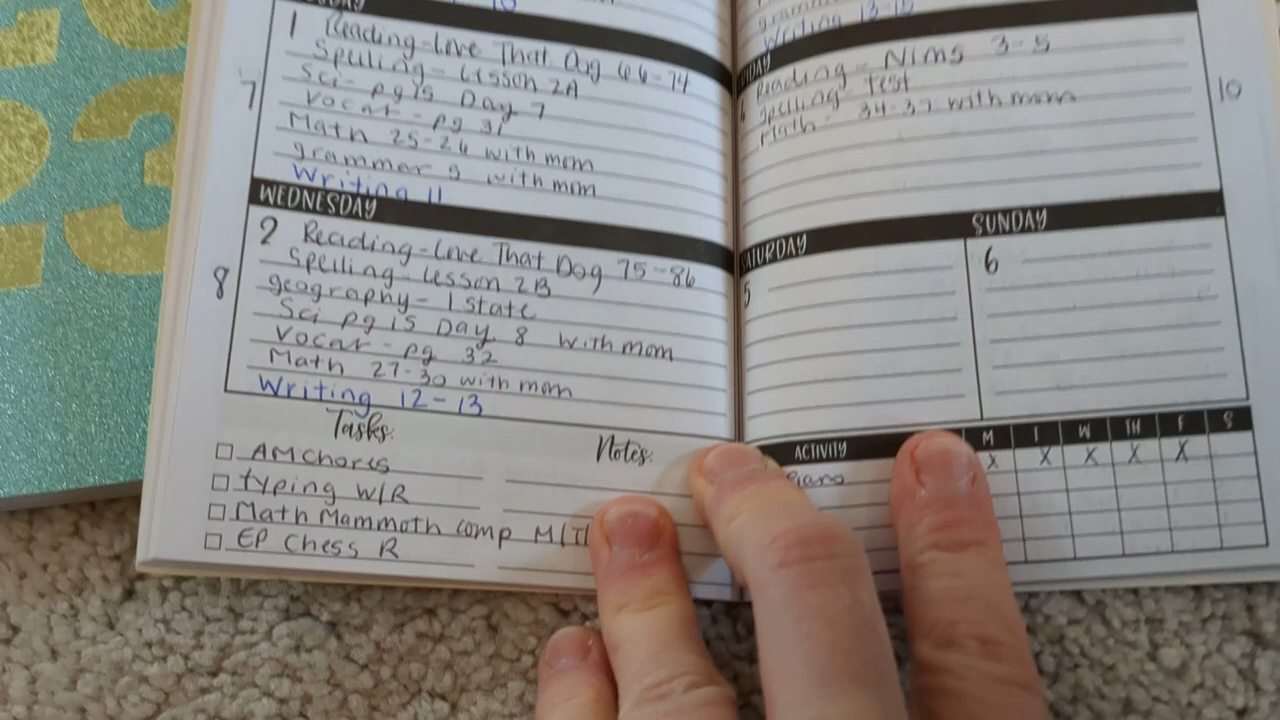 1 Reading-Love That Dog 66-74
Spelling- Lesson 2A
Sci- pg 15 Day 7
Vocab - pg 31
Math 25-26 with mom
grammar 9 with mom
Writing 11
7
WEDNESDAY
2 Reading-Love That Dog 75-86
Spelling-Lesson 2B
geography- 1 state
Sci pg 15 Day 8 with mom
Vocab - pg 32
Math 27-30 with mom
Writing 12-13
8
Tasks:
AM Chores
typing W/R
Math Mammoth comp M/T
EP Chess R
Notes:
Writing 13-15
Reading- Nims 3-5
Spelling Test
Math- 34-37 with mom
10
SATURDAY
5
SUNDAY
6
ACTIVITY M T W TH F S
Piano X X X X X